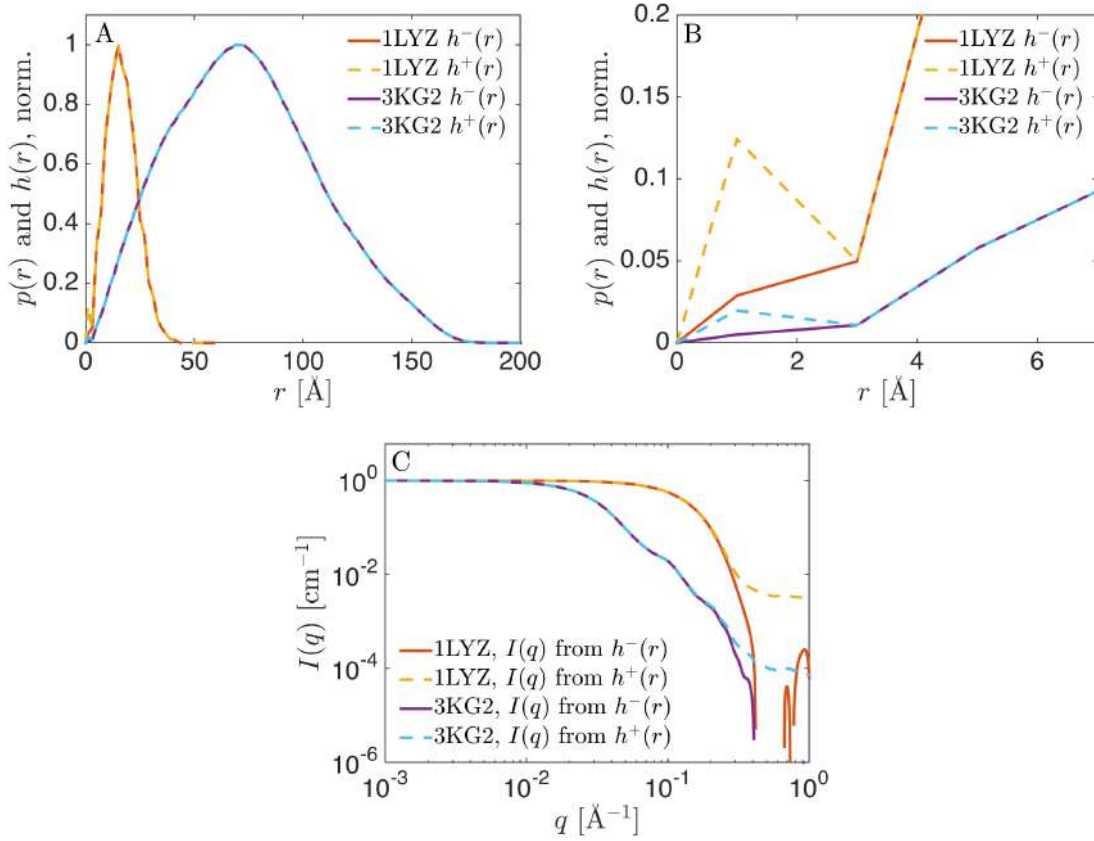 A
1LYZ h⁻(r)
1LYZ h⁺(r)
3KG2 h⁻(r)
3KG2 h⁺(r)
p(r) and h(r), norm.
1
0.8
0.6
0.4
0.2
0
0 50 100 150 200
r [Å]
B
1LYZ h⁻(r)
1LYZ h⁺(r)
3KG2 h⁻(r)
3KG2 h⁺(r)
p(r) and h(r), norm.
0.2
0.15
0.1
0.05
0
0 2 4 6
r [Å]
C
I(q) [cm⁻¹]
10⁰
10⁻²
10⁻⁴
10⁻⁶
1LYZ, I(q) from h⁻(r)
1LYZ, I(q) from h⁺(r)
3KG2, I(q) from h⁻(r)
3KG2, I(q) from h⁺(r)
10⁻³ 10⁻² 10⁻¹ 10⁰
q [Å⁻¹]